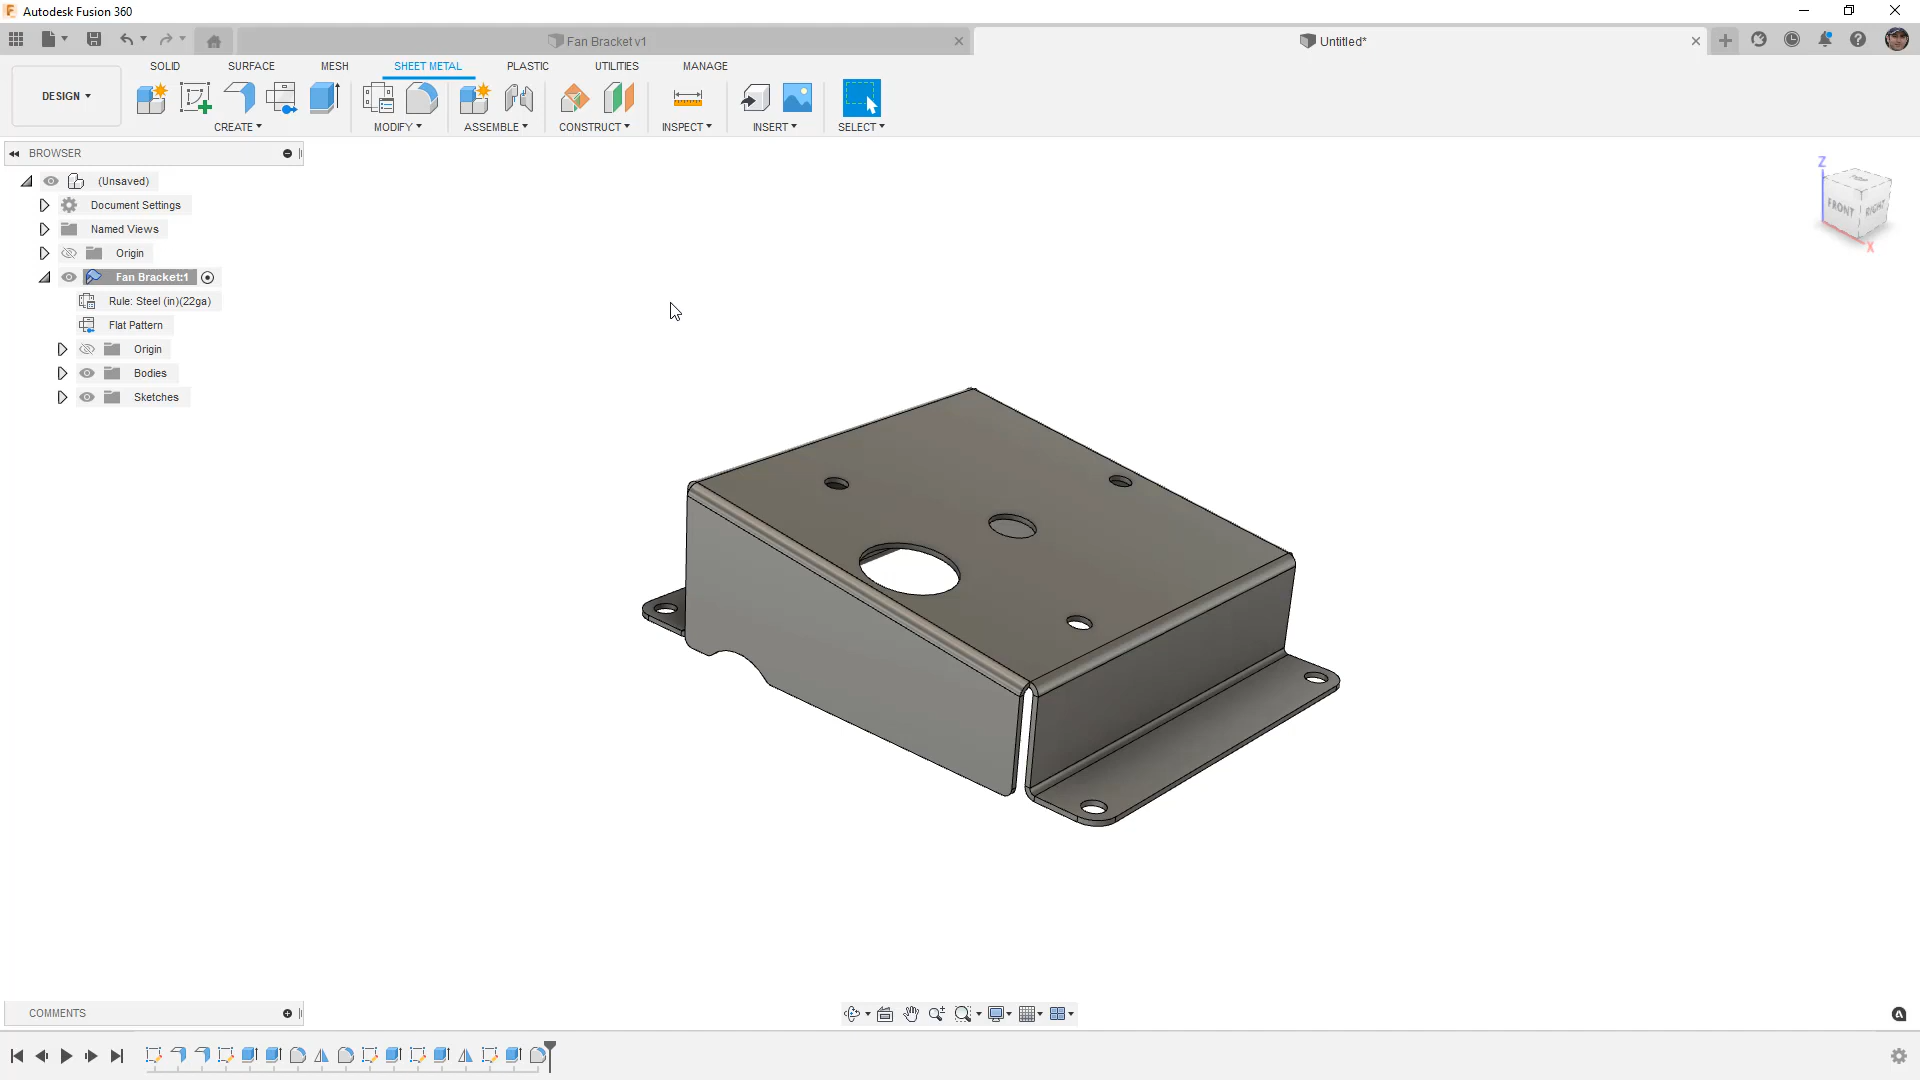 Autodesk Fusion 360
Fan Bracket v1
Untitled*
SOLID
SURFACE
MESH
SHEET METAL
PLASTIC
UTILITIES
MANAGE
DESIGN
CREATE
MODIFY
ASSEMBLE
CONSTRUCT
INSPECT
INSERT
SELECT
BROWSER
(Unsaved)
Document Settings
Named Views
Origin
Fan Bracket:1
Rule: Steel (in)(22ga)
Flat Pattern
Origin
Bodies
Sketches
Z
FRONT
RIGHT
X
COMMENTS